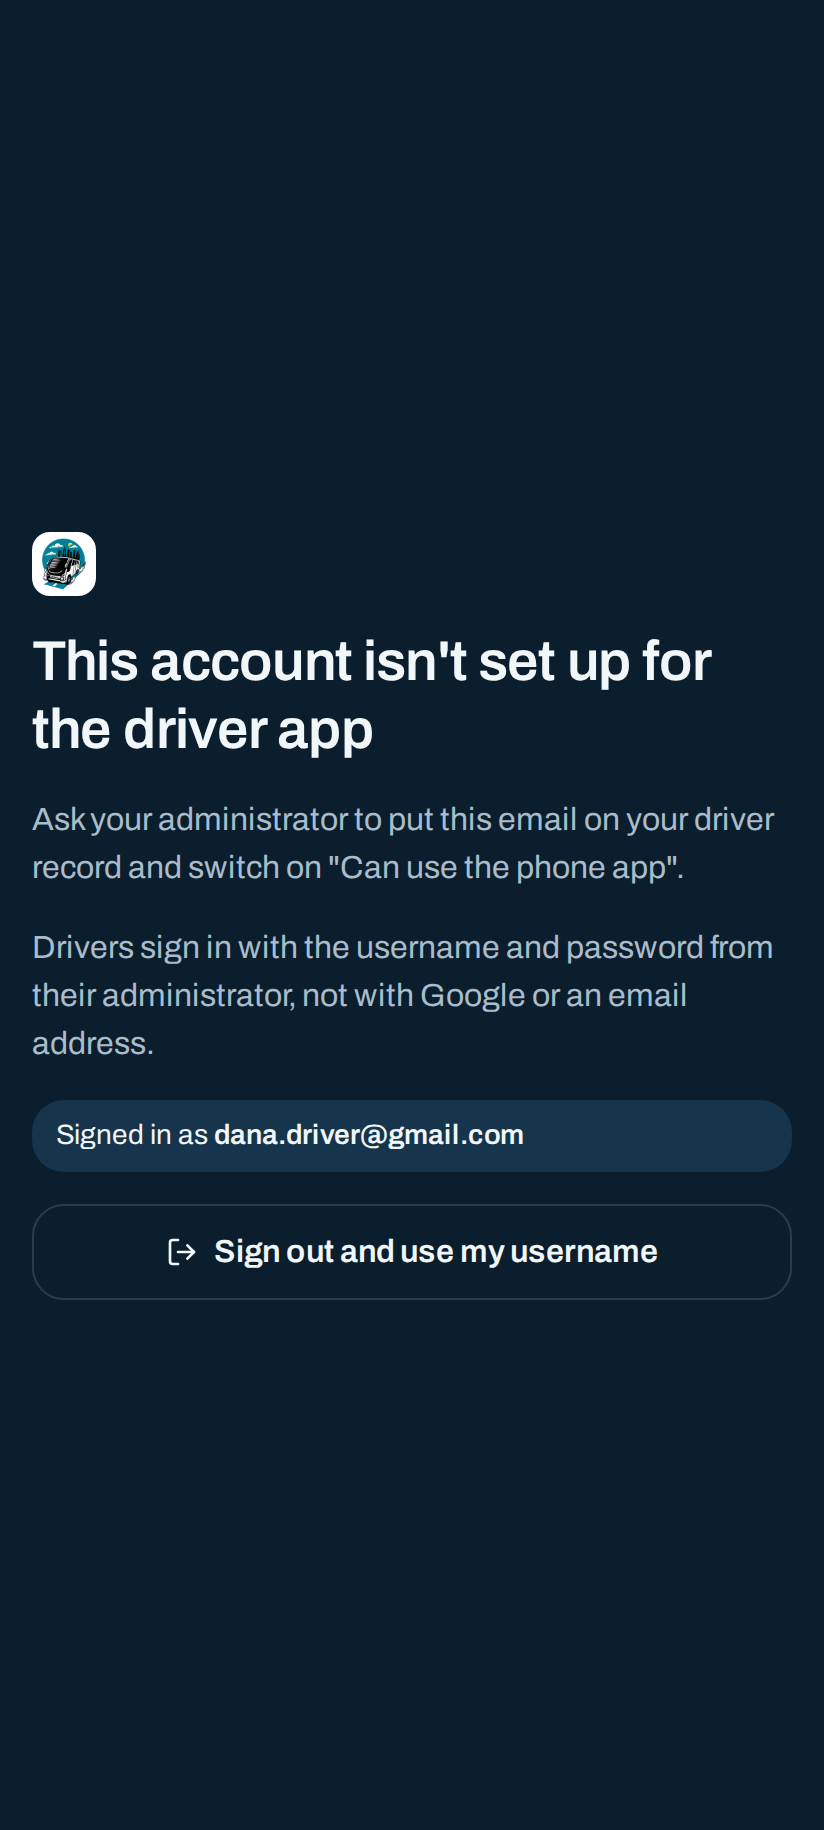 This account isn't set up for
the driver app
Ask your administrator to put this email on your driver
record and switch on "Can use the phone app".
Drivers sign in with the username and password from
their administrator, not with Google or an email
address.
Signed in as dana.driver@gmail.com
Sign out and use my username